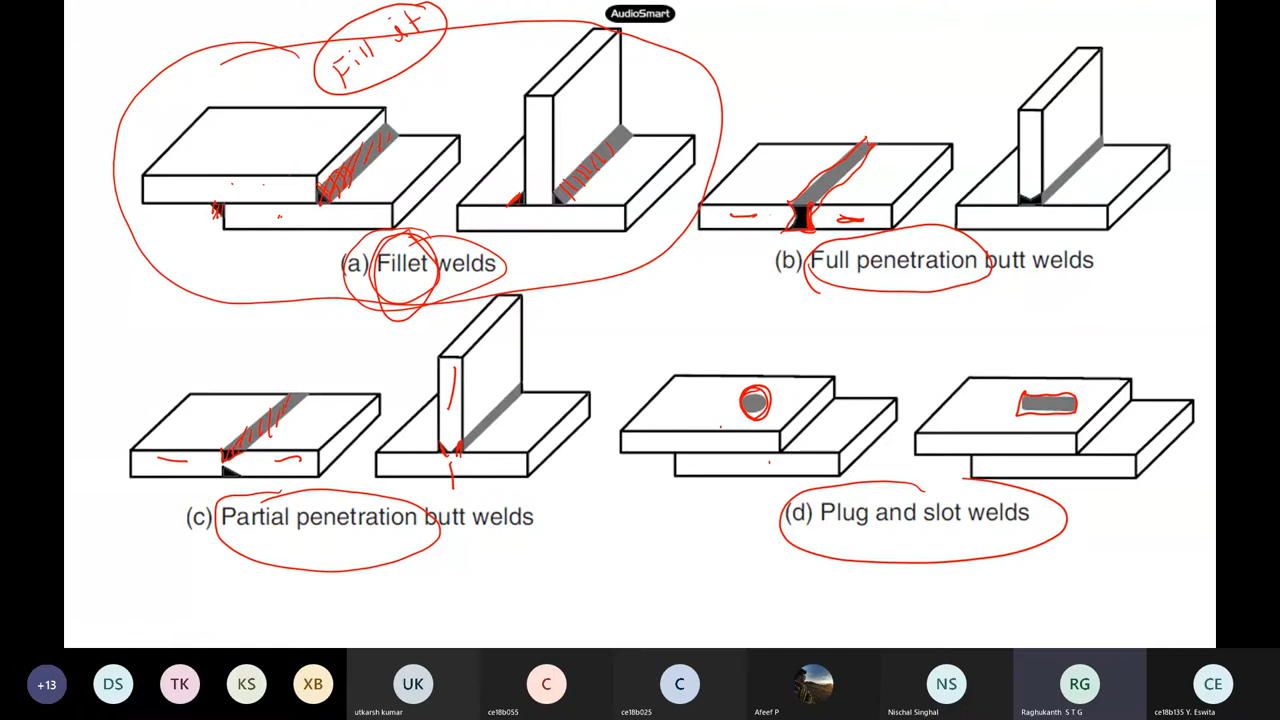 AudioSmart
Fill it
(a) Fillet welds
(b) Full penetration butt welds
(c) Partial penetration butt welds
(d) Plug and slot welds
+13
DS
TK
KS
XB
UK
utkarsh kumar
C
ce18b055
C
ce18b025
Afeef P
NS
Nischal Singhal
RG
Raghukanth S T G
CE
ce18b135 Y. Eswita